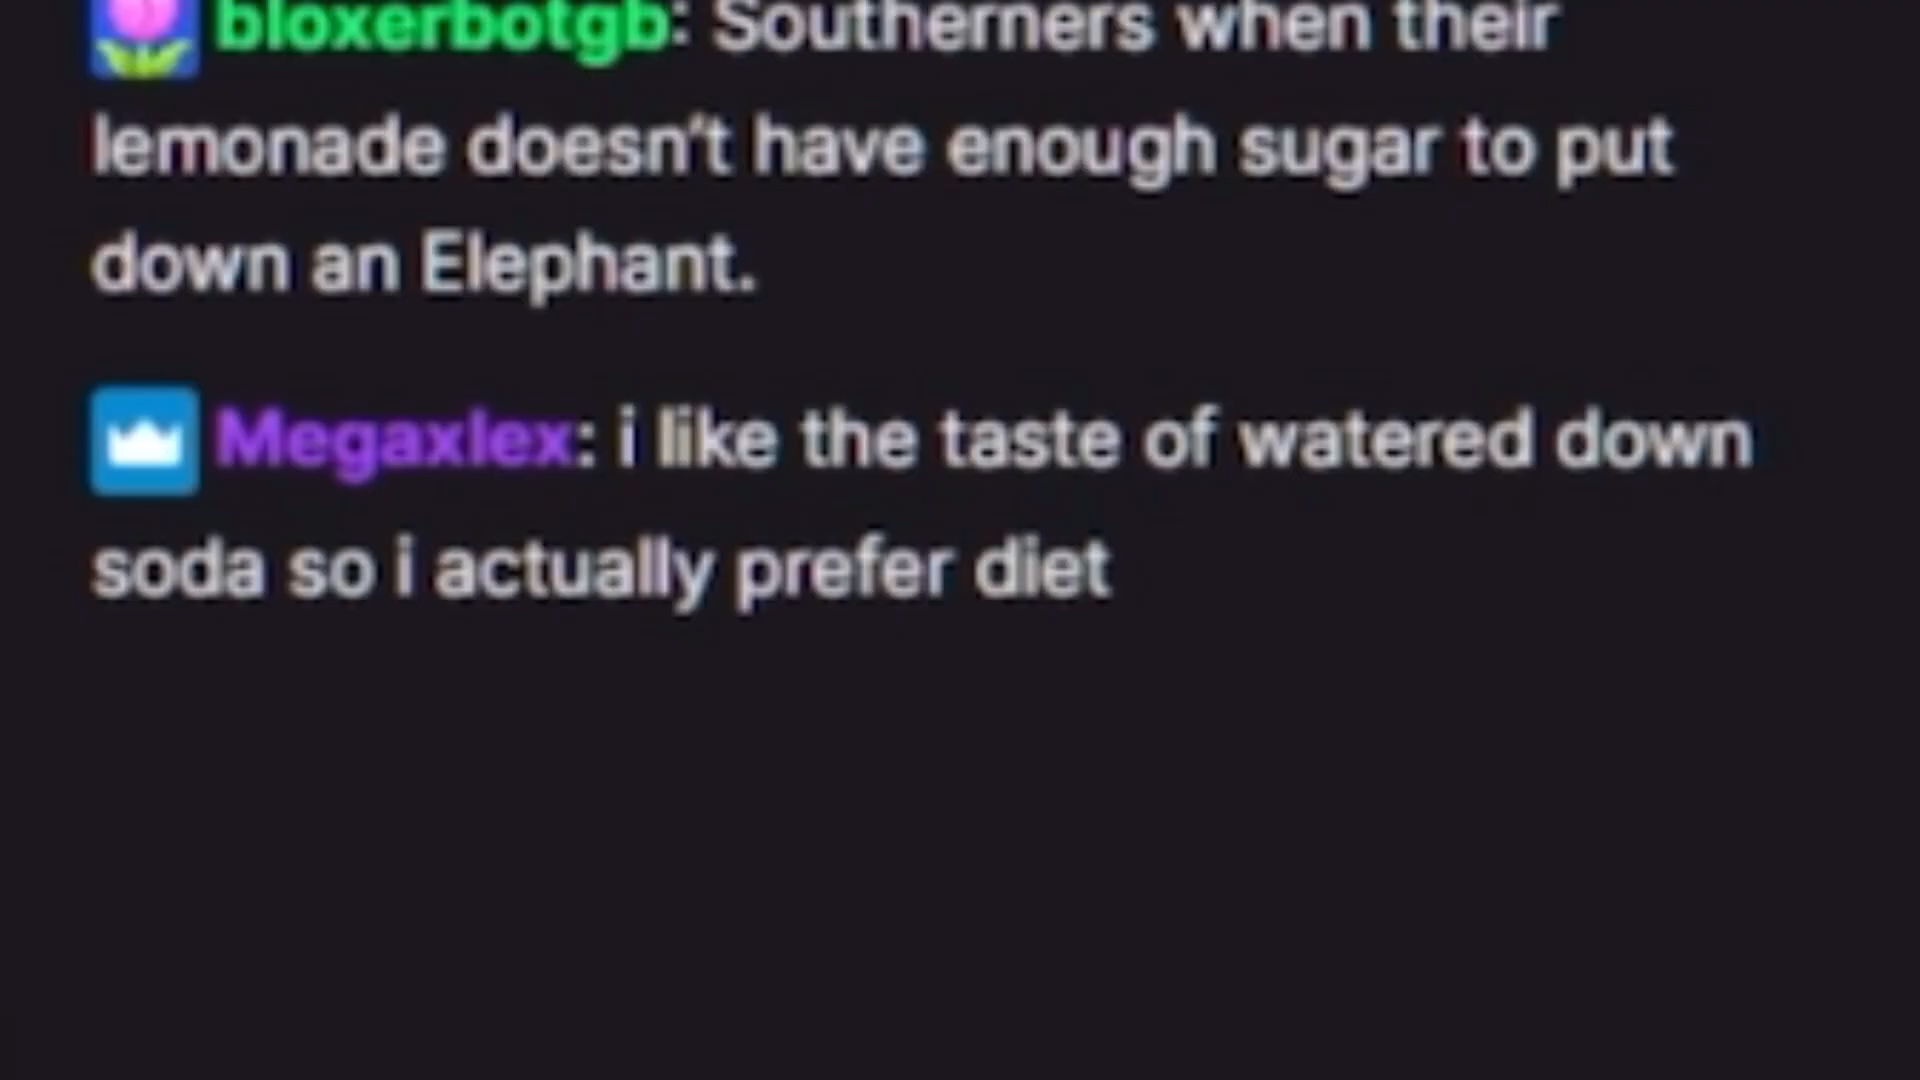 bloxerbotgb: Southerners when their
lemonade doesn't have enough sugar to put
down an Elephant.
Megaxlex: i like the taste of watered down
soda so i actually prefer diet